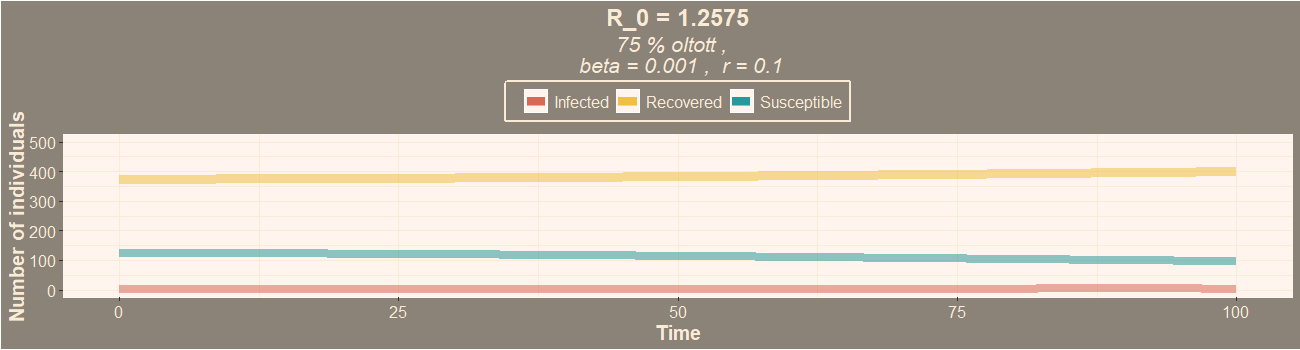 R_0 = 1.2575
75 % oltott ,
beta = 0.001 ,  r = 0.1
Infected
Recovered
Susceptible
Number of individuals
500
400
300
200
100
0
0
25
50
75
100
Time